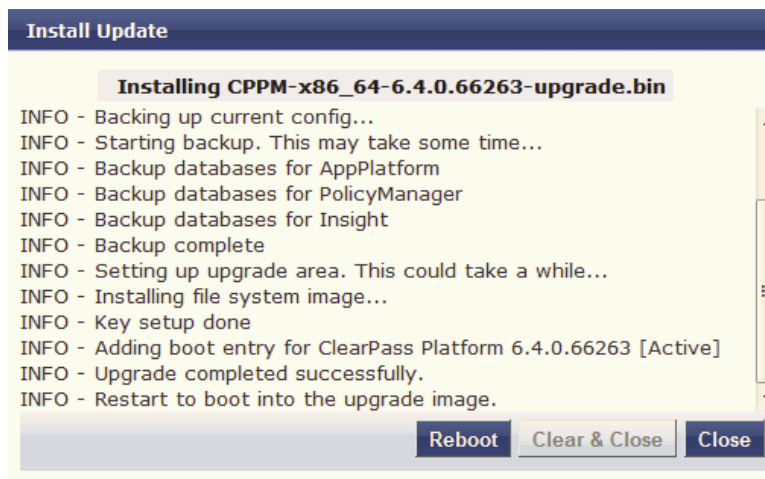 Install Update
Installing CPPM-x86_64-6.4.0.66263-upgrade.bin
INFO - Backing up current config...
INFO - Starting backup. This may take some time...
INFO - Backup databases for AppPlatform
INFO - Backup databases for PolicyManager
INFO - Backup databases for Insight
INFO - Backup complete
INFO - Setting up upgrade area. This could take a while...
INFO - Installing file system image...
INFO - Key setup done
INFO - Adding boot entry for ClearPass Platform 6.4.0.66263 [Active]
INFO - Upgrade completed successfully.
INFO - Restart to boot into the upgrade image.
Reboot Clear & Close Close